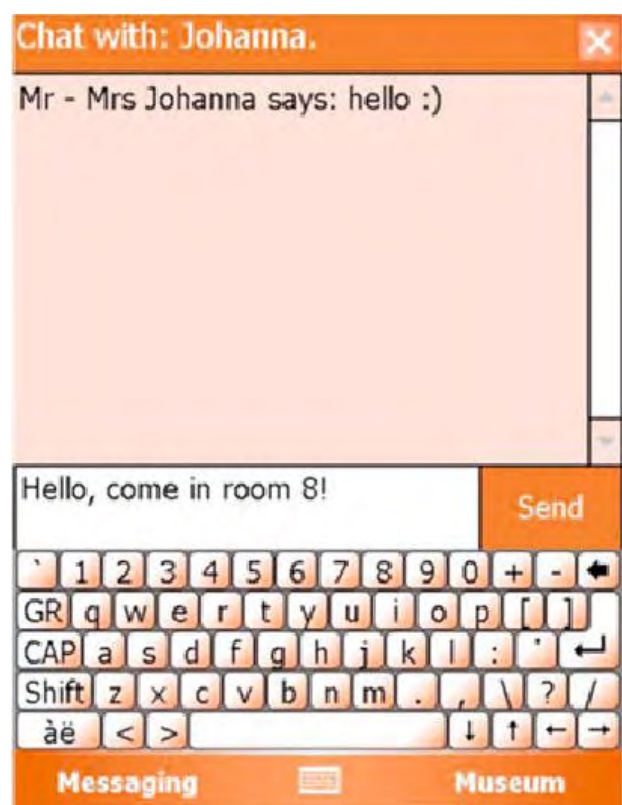 Chat with: Johanna.
Mr - Mrs Johanna says: hello :)
Hello, come in room 8!
Send
` 1 2 3 4 5 6 7 8 9 0 + -
GR q w e r t y u i o p [ ]
CAP a s d f g h j k l : '
Shift z x c v b n m . , \ ? /
àë < > ↓ ↑ ← →
Messaging Museum